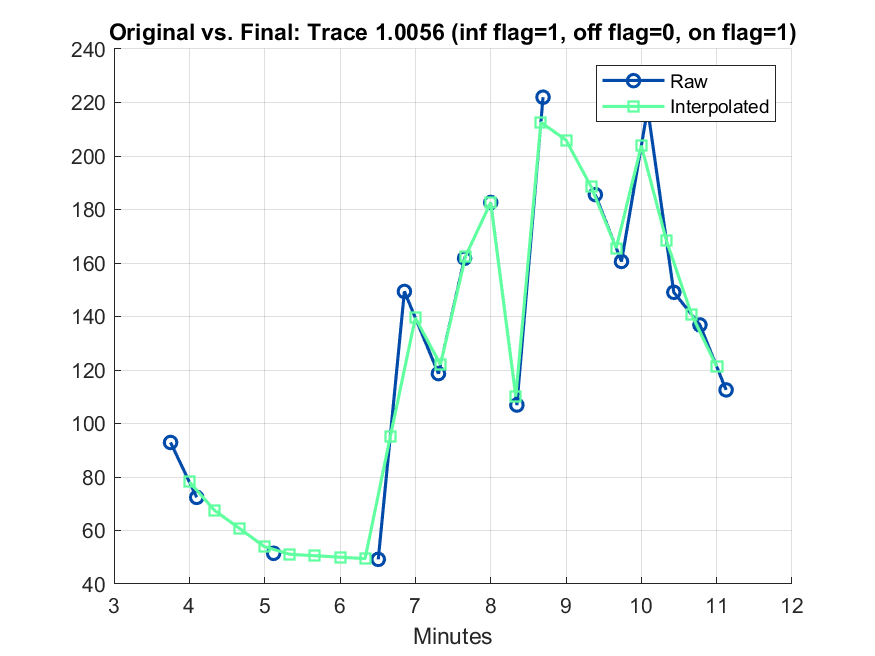 Original vs. Final: Trace 1.0056 (inf flag=1, off flag=0, on flag=1)
Raw
Interpolated
240
220
200
180
160
140
120
100
80
60
40
3 4 5 6 7 8 9 10 11 12
Minutes